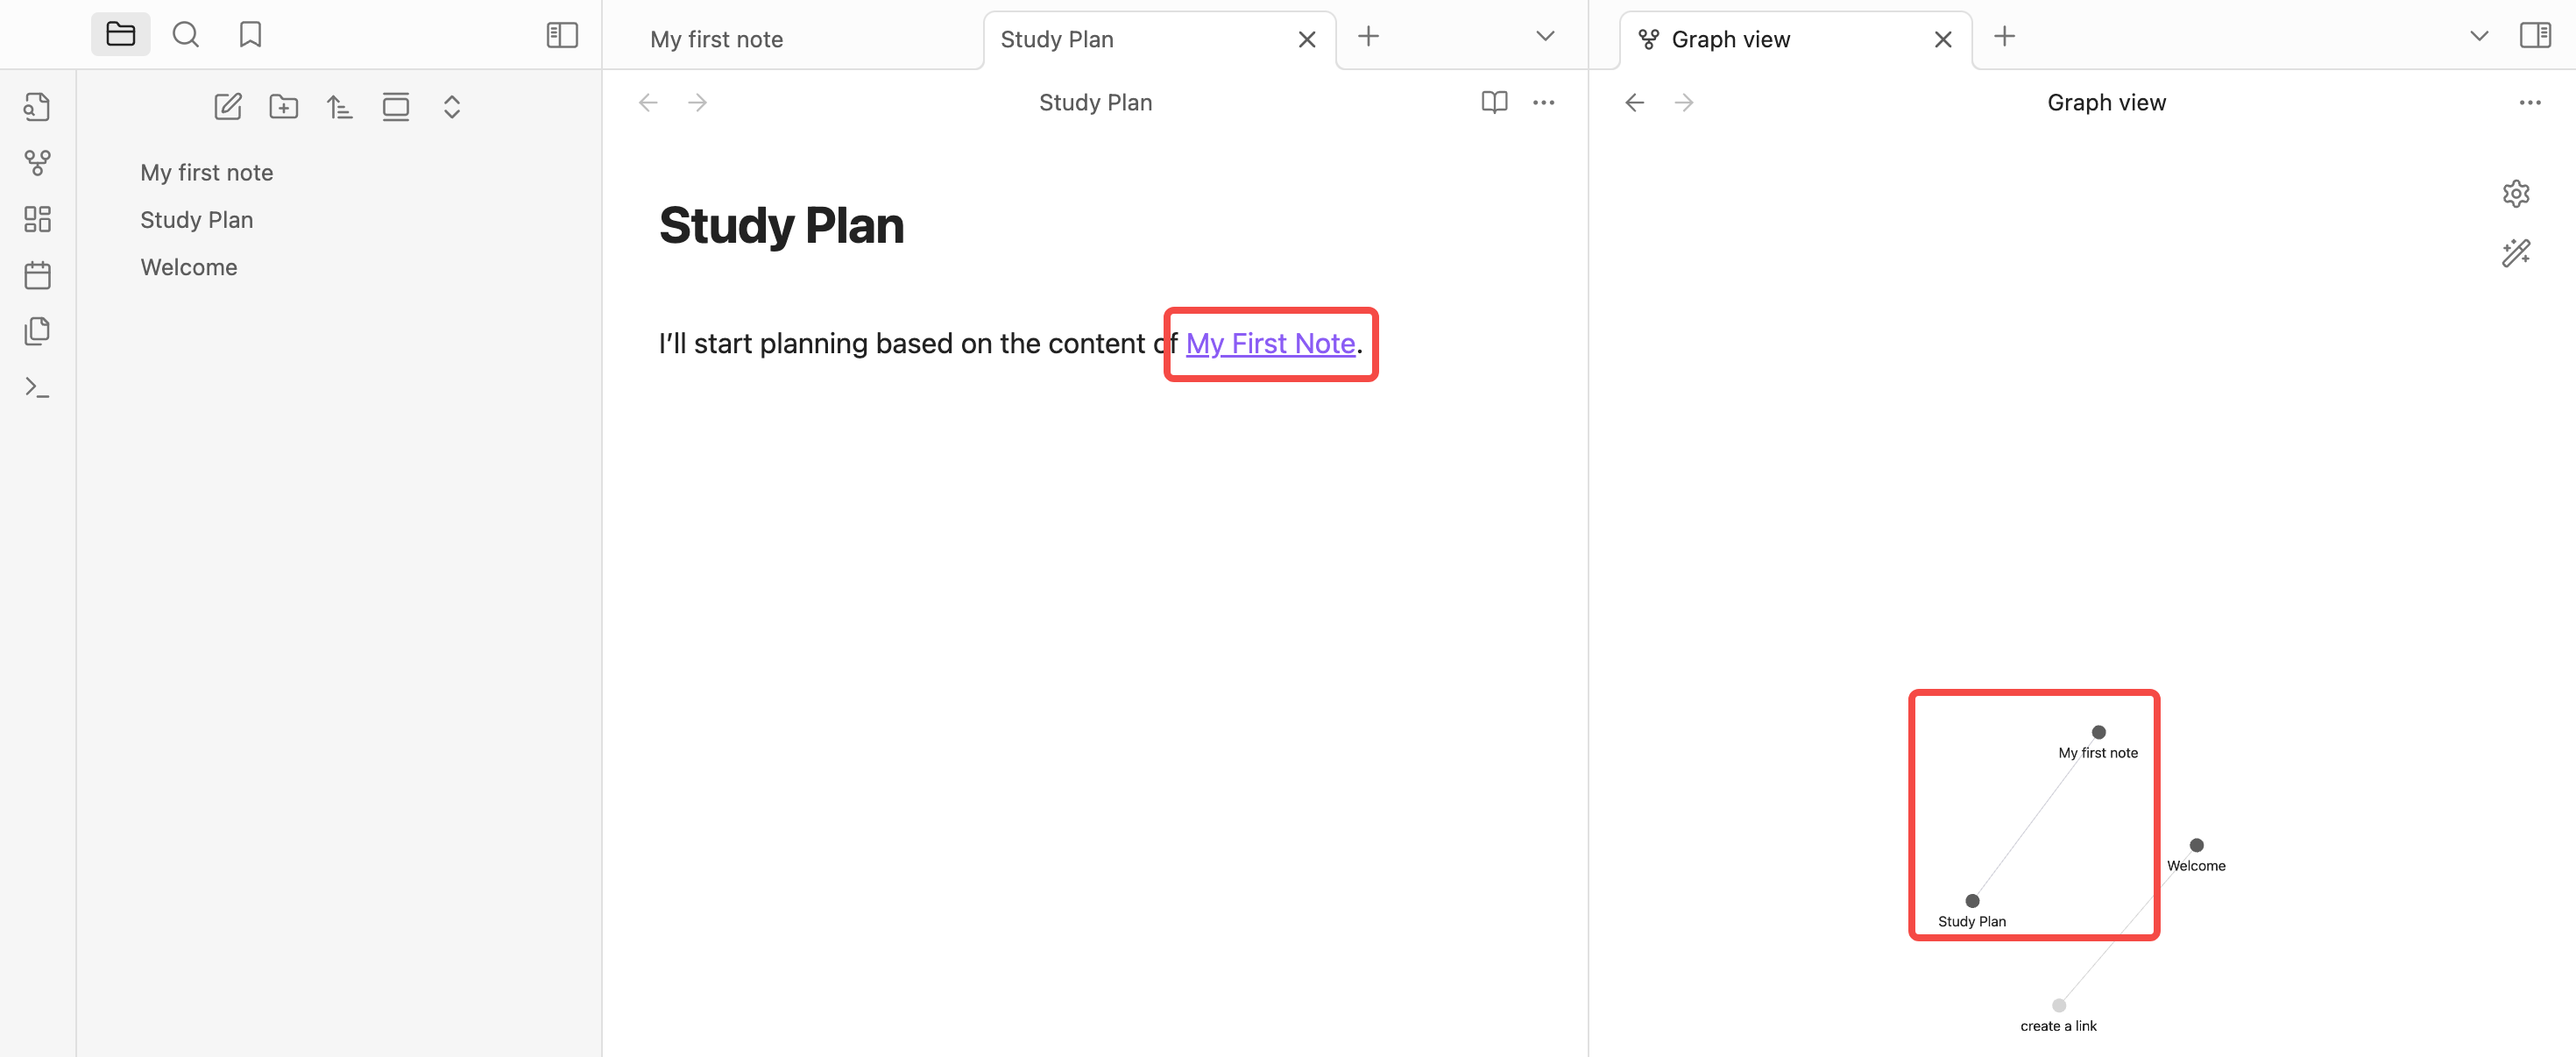 My first note
Study Plan
Graph view
Study Plan
Graph view
My first note
Study Plan
Welcome
Study Plan
I’ll start planning based on the content of My First Note.
My first note
Welcome
Study Plan
create a link